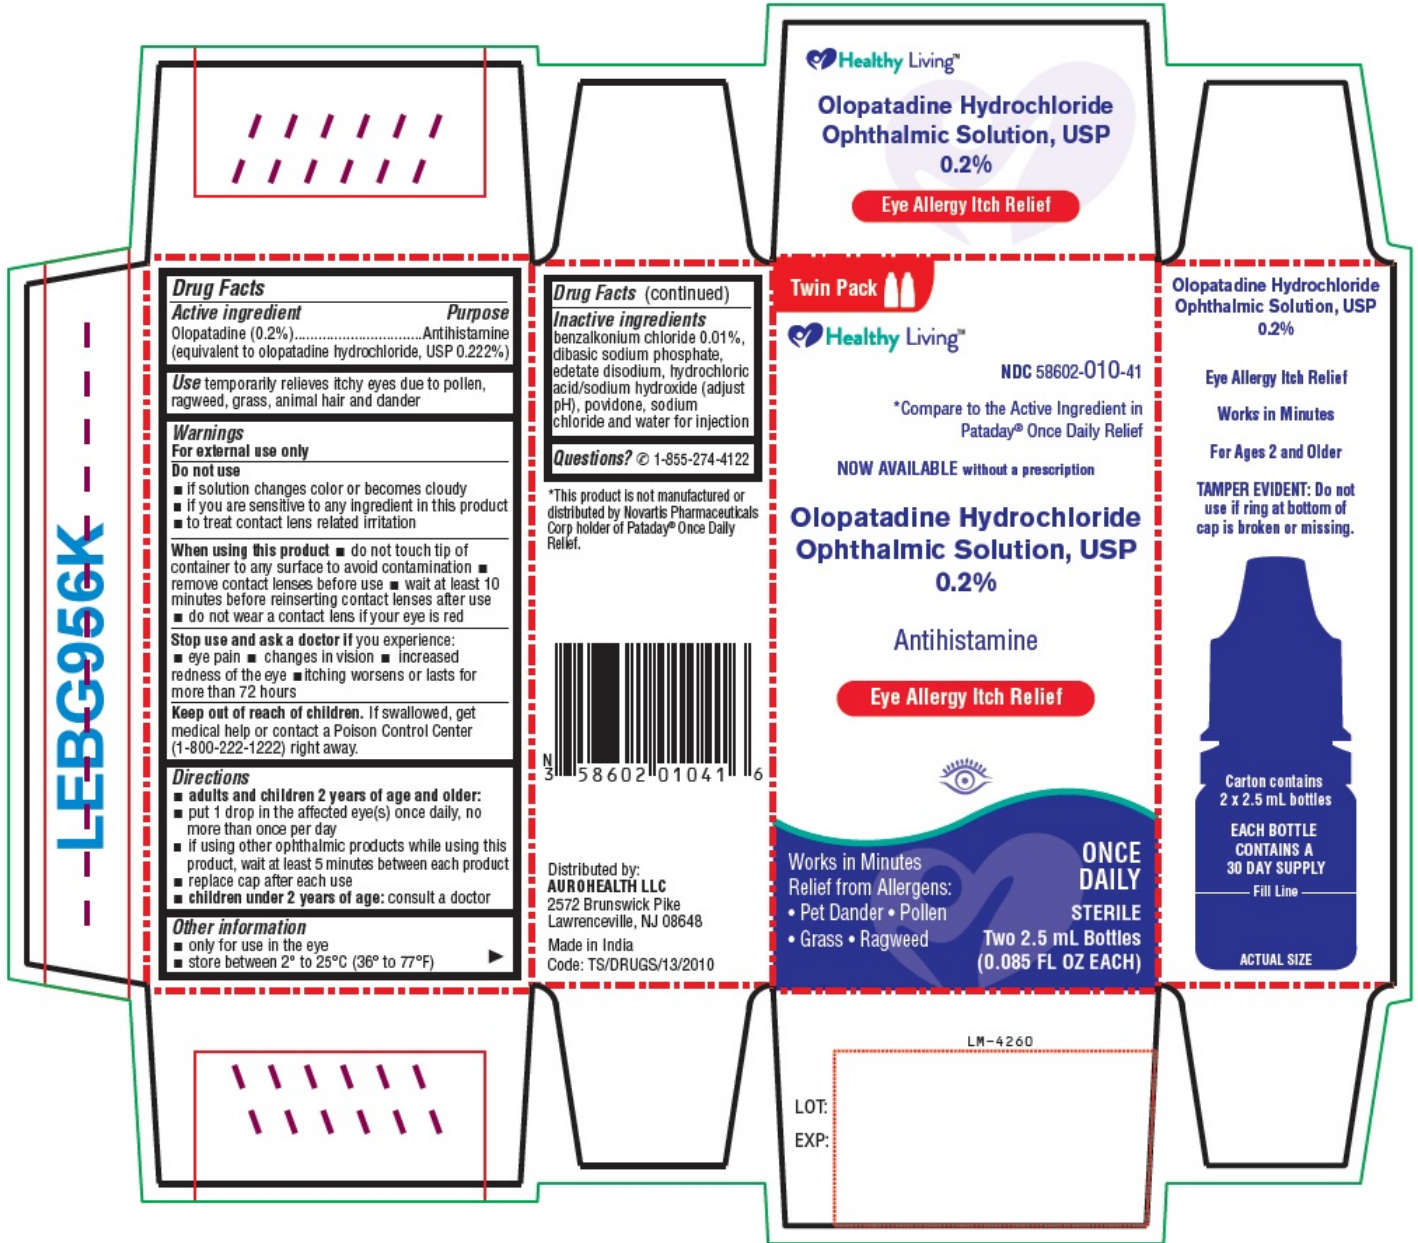 Healthy Living™
Olopatadine Hydrochloride
Ophthalmic Solution, USP
0.2%
Eye Allergy Itch Relief
LEBG956K
Drug Facts
Active ingredient Purpose
Olopatadine (0.2%)................................Antihistamine
(equivalent to olopatadine hydrochloride, USP 0.222%)
Use temporarily relieves itchy eyes due to pollen,
ragweed, grass, animal hair and dander
Warnings
For external use only
Do not use
■ if solution changes color or becomes cloudy
■ if you are sensitive to any ingredient in this product
■ to treat contact lens related irritation
When using this product ■ do not touch tip of
container to any surface to avoid contamination ■
remove contact lenses before use ■ wait at least 10
minutes before reinserting contact lenses after use
■ do not wear a contact lens if your eye is red
Stop use and ask a doctor if you experience:
■ eye pain ■ changes in vision ■ increased
redness of the eye ■ itching worsens or lasts for
more than 72 hours
Keep out of reach of children. If swallowed, get
medical help or contact a Poison Control Center
(1-800-222-1222) right away.
Directions
■ adults and children 2 years of age and older:
■ put 1 drop in the affected eye(s) once daily, no
more than once per day
■ if using other ophthalmic products while using this
product, wait at least 5 minutes between each product
■ replace cap after each use
■ children under 2 years of age: consult a doctor
Other information
■ only for use in the eye
■ store between 2° to 25°C (36° to 77°F)
Drug Facts (continued)
Inactive ingredients
benzalkonium chloride 0.01%,
dibasic sodium phosphate,
edetate disodium, hydrochloric
acid/sodium hydroxide (adjust
pH), povidone, sodium
chloride and water for injection
Questions? ✆ 1-855-274-4122
*This product is not manufactured or
distributed by Novartis Pharmaceuticals
Corp holder of Pataday® Once Daily
Relief.
N
3 58602 01041 6
Distributed by:
AUROHEALTH LLC
2572 Brunswick Pike
Lawrenceville, NJ 08648
Made in India
Code: TS/DRUGS/13/2010
Twin Pack
Healthy Living™
NDC 58602-010-41
*Compare to the Active Ingredient in
Pataday® Once Daily Relief
NOW AVAILABLE without a prescription
Olopatadine Hydrochloride
Ophthalmic Solution, USP
0.2%
Antihistamine
Eye Allergy Itch Relief
Works in Minutes
Relief from Allergens:
• Pet Dander • Pollen
• Grass • Ragweed
ONCE
DAILY
STERILE
Two 2.5 mL Bottles
(0.085 FL OZ EACH)
Olopatadine Hydrochloride
Ophthalmic Solution, USP
0.2%
Eye Allergy Itch Relief
Works in Minutes
For Ages 2 and Older
TAMPER EVIDENT: Do not
use if ring at bottom of
cap is broken or missing.
Carton contains
2 x 2.5 mL bottles
EACH BOTTLE
CONTAINS A
30 DAY SUPPLY
Fill Line
ACTUAL SIZE
LM-4260
LOT:
EXP: